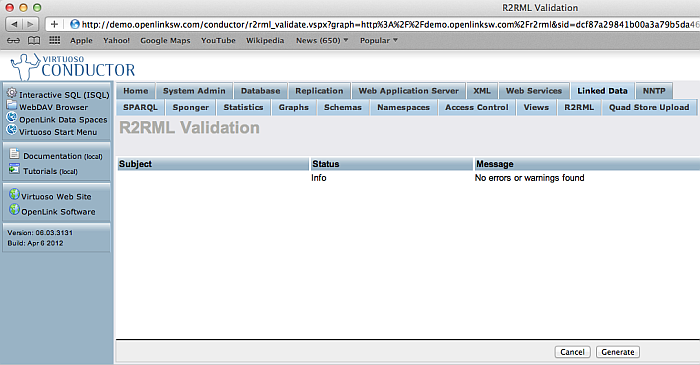 R2RML Validation
http://demo.openlinksw.com/conductor/r2rml_validate.vspx?graph=http%3A%2F%2Fdemo.openlinksw.com%2Fr2rml&sid=dcf87a29841b00a3a79b5da46
Apple Yahoo! Google Maps YouTube Wikipedia News (650) ▾ Popular ▾
VIRTUOSO
CONDUCTOR
Interactive SQL (ISQL)
WebDAV Browser
OpenLink Data Spaces
Virtuoso Start Menu
Documentation (local)
Tutorials (local)
Virtuoso Web Site
OpenLink Software
Version: 06.03.3131
Build: Apr 6 2012
Home System Admin Database Replication Web Application Server XML Web Services Linked Data NNTP
SPARQL Sponger Statistics Graphs Schemas Namespaces Access Control Views R2RML Quad Store Upload
R2RML Validation
Subject Status Message
Info No errors or warnings found
Cancel Generate